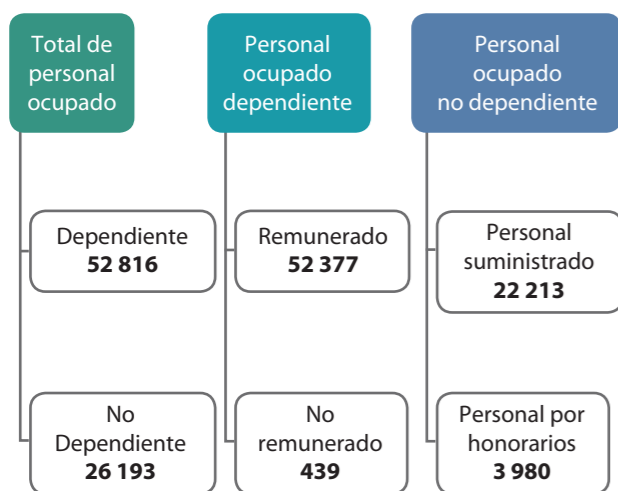 Total de
personal
ocupado
Personal
ocupado
dependiente
Personal
ocupado
no dependiente
Dependiente
52 816
Remunerado
52 377
Personal
suministrado
22 213
No
Dependiente
26 193
No
remunerado
439
Personal por
honorarios
3 980